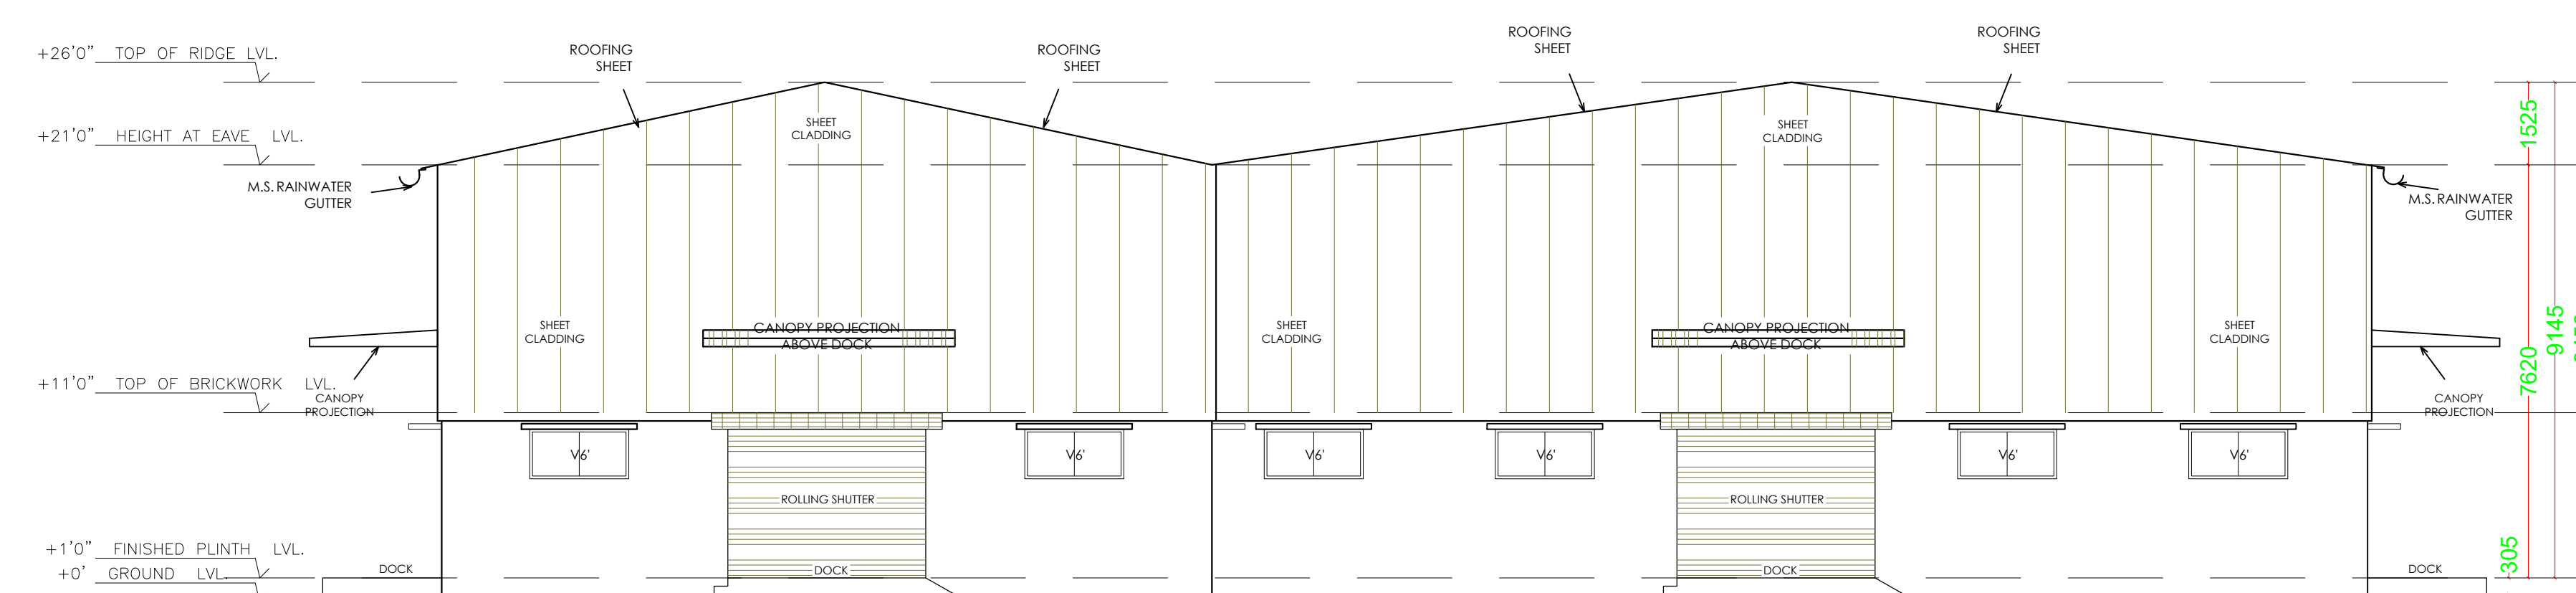 +26'0" TOP OF RIDGE LVL.
ROOFING
SHEET
ROOFING
SHEET
ROOFING
SHEET
ROOFING
SHEET
+21'0" HEIGHT AT EAVE LVL.
SHEET
CLADDING
SHEET
CLADDING
1525
M.S. RAINWATER
GUTTER
M.S. RAINWATER
GUTTER
SHEET
CLADDING
CANOPY PROJECTION
ABOVE DOCK
SHEET
CLADDING
CANOPY PROJECTION
ABOVE DOCK
SHEET
CLADDING
7620
9145
+11'0" TOP OF BRICKWORK LVL.
CANOPY
PROJECTION
CANOPY
PROJECTION
V6'
V6'
V6'
V6'
V6'
V6'
ROLLING SHUTTER
ROLLING SHUTTER
+1'0" FINISHED PLINTH LVL.
+0' GROUND LVL.
DOCK
DOCK
DOCK
DOCK
305